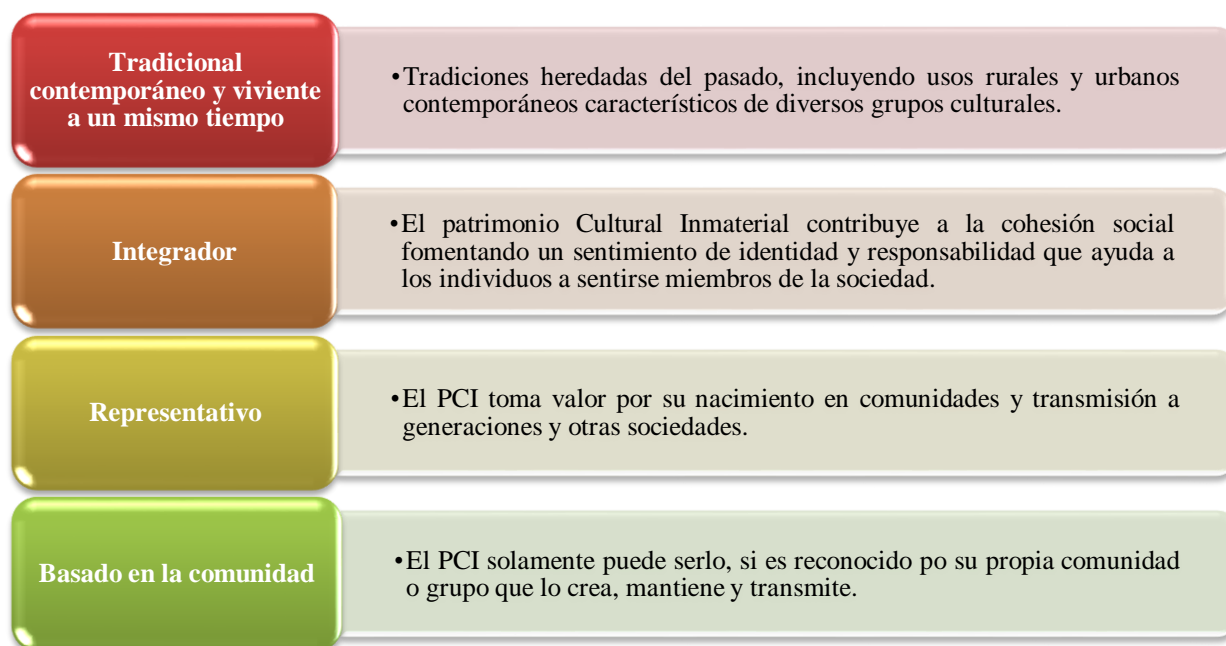 Tradicional
contemporáneo y viviente
a un mismo tiempo
•Tradiciones heredadas del pasado, incluyendo usos rurales y urbanos
contemporáneos característicos de diversos grupos culturales.
Integrador
•El patrimonio Cultural Inmaterial contribuye a la cohesión social
fomentando un sentimiento de identidad y responsabilidad que ayuda a
los individuos a sentirse miembros de la sociedad.
Representativo
•El PCI toma valor por su nacimiento en comunidades y transmisión a
generaciones y otras sociedades.
Basado en la comunidad
•El PCI solamente puede serlo, si es reconocido po su propia comunidad
o grupo que lo crea, mantiene y transmite.